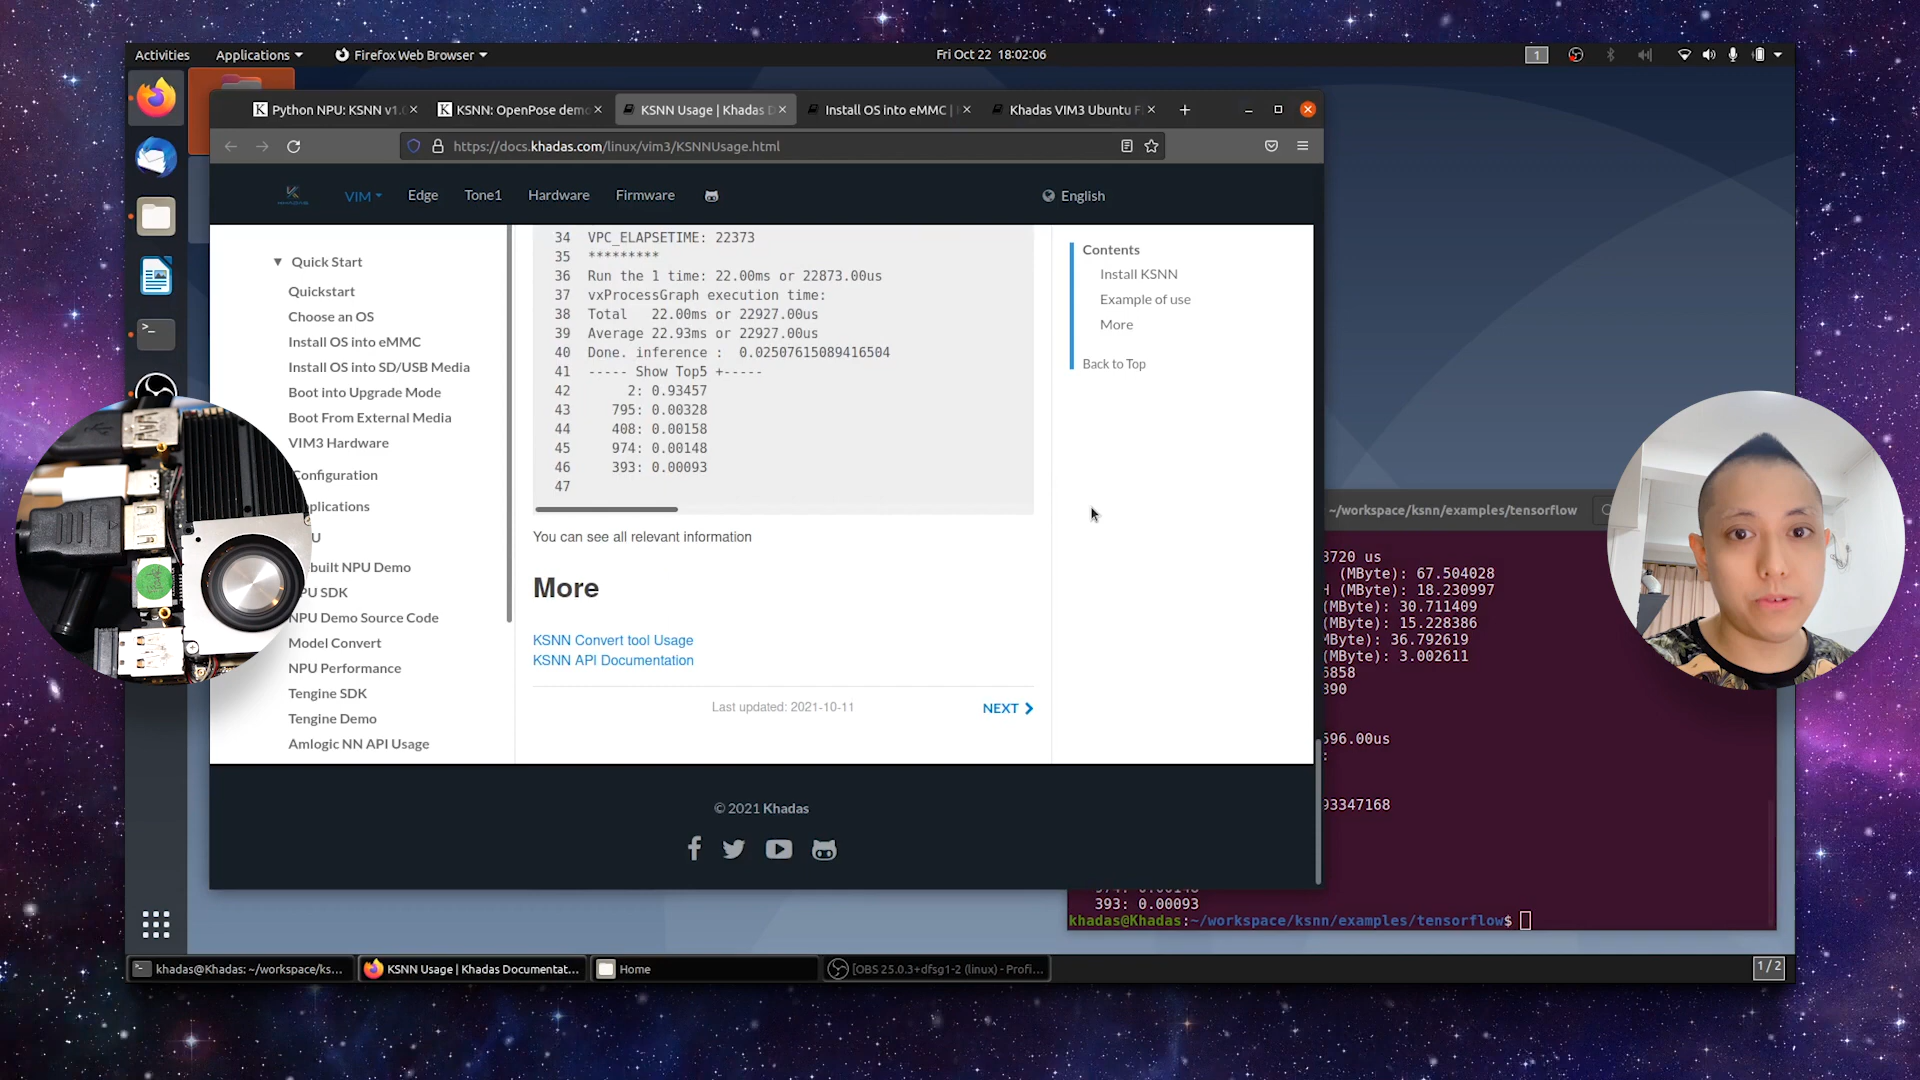 Activities Applications Firefox Web Browser Fri Oct 22 18:02:06 1
Python NPU: KSNN v1. KSNN: OpenPose demo KSNN Usage | Khadas D Install OS into eMMC | Khadas VIM3 Ubuntu F
https://docs.khadas.com/linux/vim3/KSNNUsage.html
VIM Edge Tone1 Hardware Firmware English
Quick Start
Quickstart
Choose an OS
Install OS into eMMC
Install OS into SD/USB Media
Boot into Upgrade Mode
Boot From External Media
VIM3 Hardware
Configuration
plications
U
built NPU Demo
PU SDK
NPU Demo Source Code
Model Convert
NPU Performance
Tengine SDK
Tengine Demo
Amlogic NN API Usage
34 VPC_ELAPSETIME: 22373
35 *********
36 Run the 1 time: 22.00ms or 22873.00us
37 vxProcessGraph execution time:
38 Total 22.00ms or 22927.00us
39 Average 22.93ms or 22927.00us
40 Done. inference : 0.02507615089416504
41 ----- Show Top5 +-----
42 2: 0.93457
43 795: 0.00328
44 408: 0.00158
45 974: 0.00148
46 393: 0.00093
47
You can see all relevant information
More
KSNN Convert tool Usage
KSNN API Documentation
Last updated: 2021-10-11
NEXT
Contents
Install KSNN
Example of use
More
Back to Top
© 2021 Khadas
~/workspace/ksnn/examples/tensorflow
3720 us
(MByte): 67.504028
H (MByte): 18.230997
(MByte): 30.711409
(MByte): 15.228386
MByte): 36.792619
(MByte): 3.002611
5858
390
596.00us
:
93347168
393: 0.00093
khadas@Khadas:~/workspace/ksnn/examples/tensorflow$
khadas@Khadas: ~/workspace/ks... KSNN Usage | Khadas Documentat... Home [OBS 25.0.3+dfsg1-2 (linux) - Profi... 1 / 2